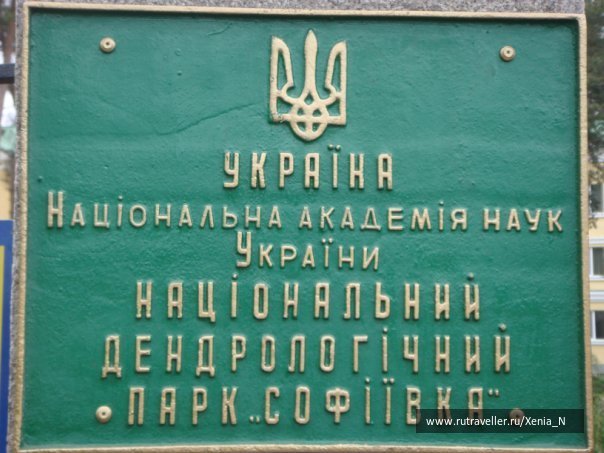 УКРАЇНА
НАЦІОНАЛЬНА АКАДЕМІЯ НАУК
УКРАЇНИ
НАЦІОНАЛЬНИЙ
ДЕНДРОЛОГІЧНИЙ
ПАРК „СОФІЇВКА“
www.rutraveller.ru/Xenia_N